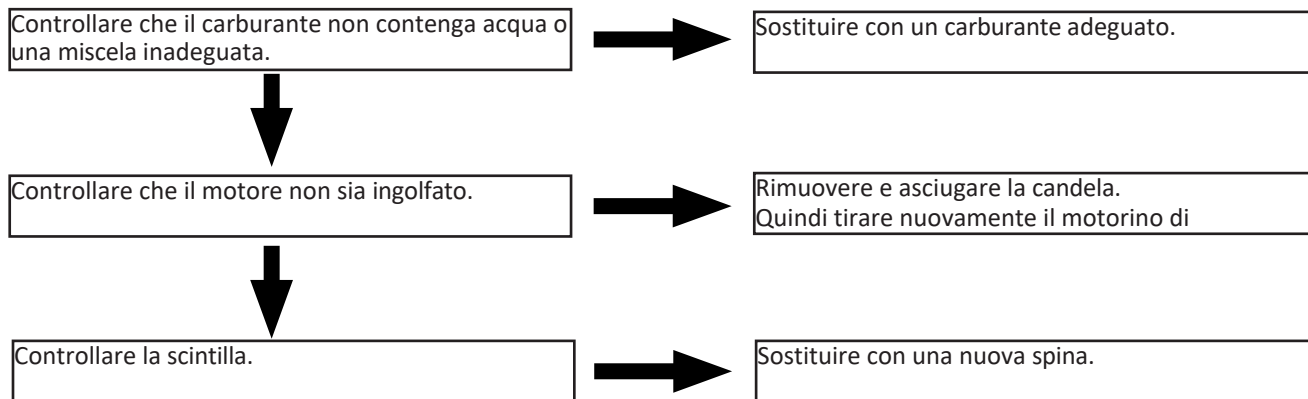 Controllare che il carburante non contenga acqua o
una miscela inadeguata.
Sostituire con un carburante adeguato.
Controllare che il motore non sia ingolfato.
Rimuovere e asciugare la candela.
Quindi tirare nuovamente il motorino di
Controllare la scintilla.
Sostituire con una nuova spina.